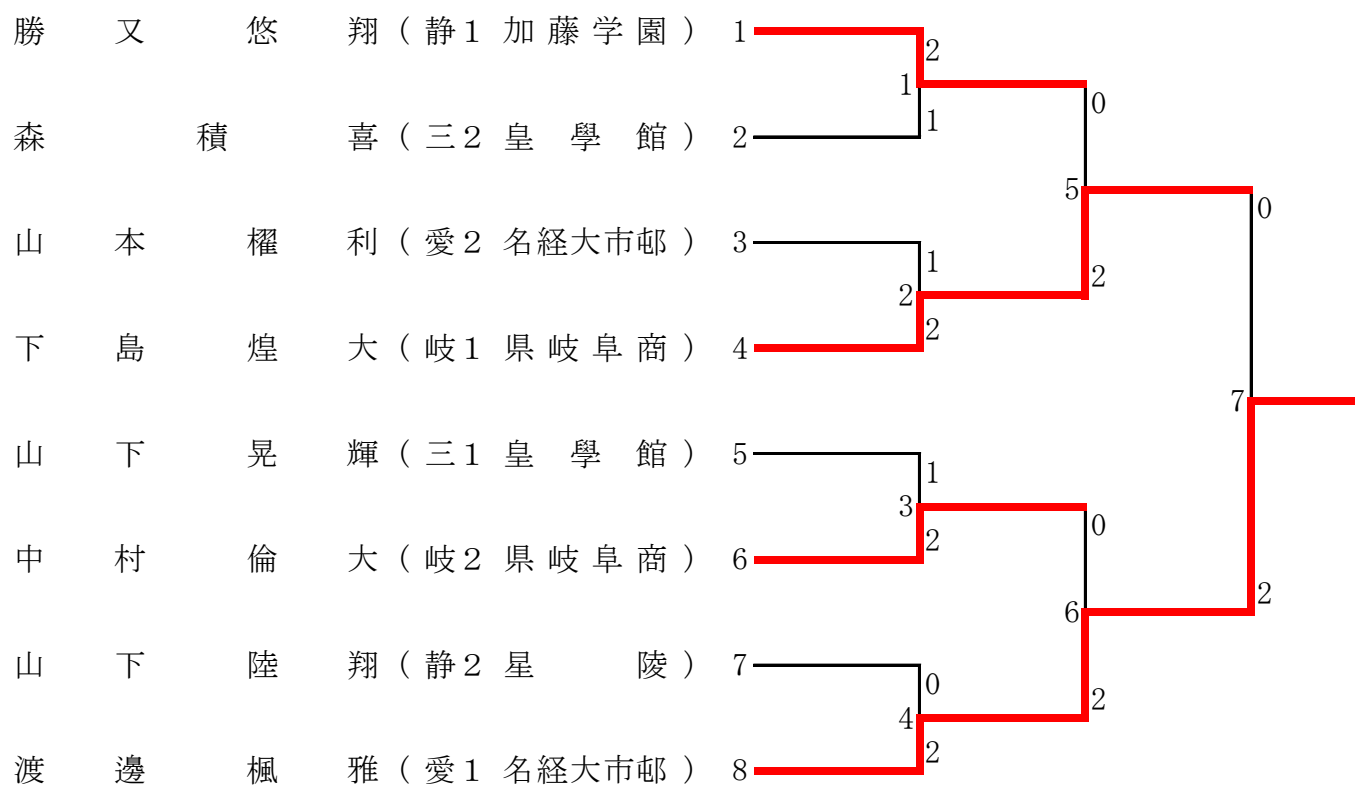 勝又悠翔(静1 加藤学園) 1
2
1
0
森積喜(三2 皇學館) 2
1
5
0
山本櫂利(愛2 名経大市邨) 3
1
2
2
下島煌大(岐1 県岐阜商) 4
2
7
山下晃輝(三1 皇學館) 5
1
3
0
中村倫大(岐2 県岐阜商) 6
2
6
2
山下陸翔(静2 星陵) 7
0
4
2
渡邊楓雅(愛1 名経大市邨) 8
2